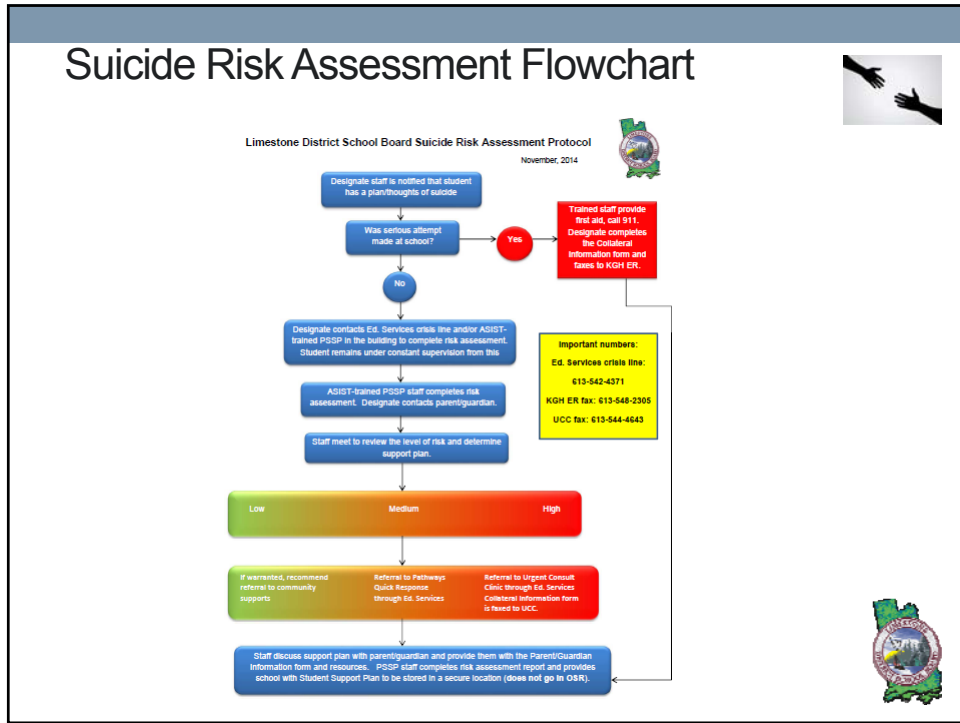 Suicide Risk Assessment Flowchart
Limestone District School Board Suicide Risk Assessment Protocol
November, 2014
Designate staff is notified that student
has a plan/thoughts of suicide
Was serious attempt
made at school?
Yes
Trained staff provide
first aid, call 911.
Designate completes
the Collateral
Information form and
faxes to KGH ER.
No
Designate contacts Ed. Services crisis line and/or ASIST-
trained PSSP in the building to complete risk assessment.
Student remains under constant supervision from this
Important numbers:
Ed. Services crisis line:
613-542-4371
KGH ER fax: 613-548-2305
UCC fax: 613-544-4643
ASIST-trained PSSP staff completes risk
assessment. Designate contacts parent/guardian.
Staff meet to review the level of risk and determine
support plan.
Low
Medium
High
If warranted, recommend
referral to community
supports
Referral to Pathways
Quick Response
through Ed. Services
Referral to Urgent Consult
Clinic through Ed. Services
Collateral Information form
is faxed to UCC.
Staff discuss support plan with parent/guardian and provide them with the Parent/Guardian
Information form and resources. PSSP staff completes risk assessment report and provides
school with Student Support Plan to be stored in a secure location (does not go in OSR).